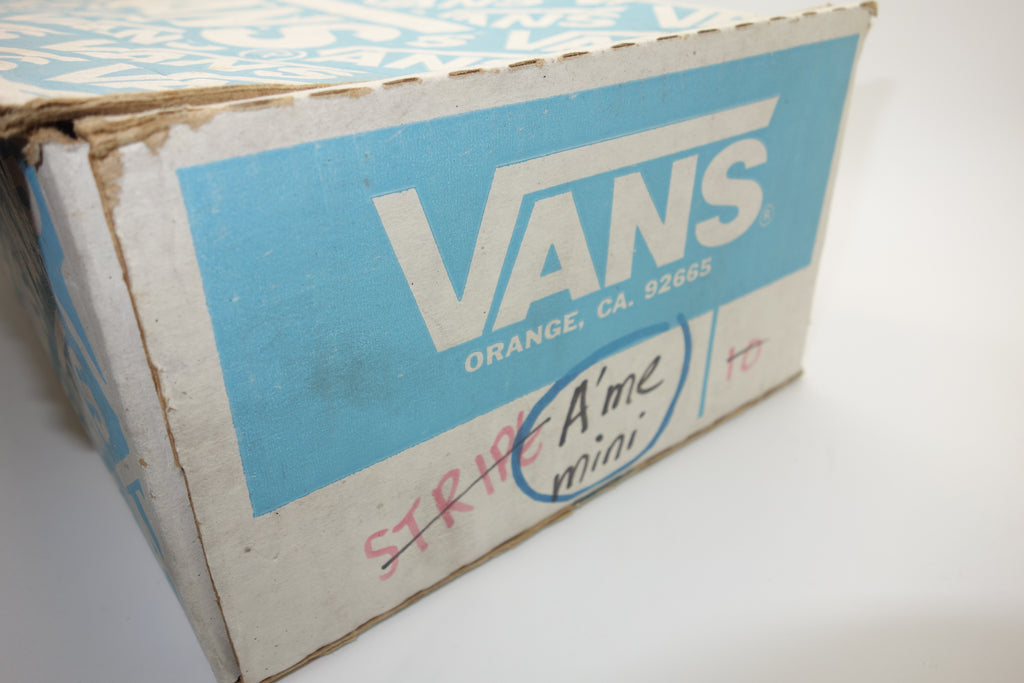 VANS®
ORANGE, CA. 92665
STRIPE
A'me
mini
10